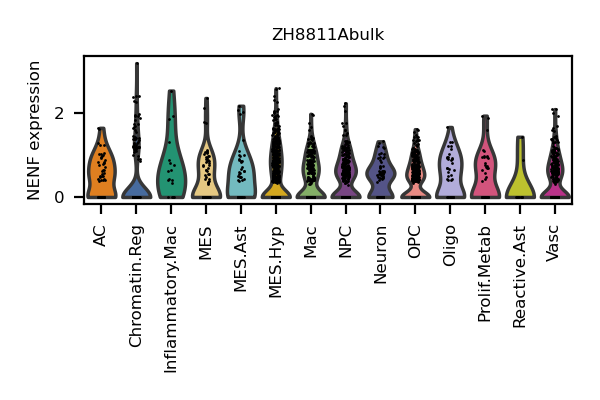 ZH8811Abulk
NENF expression
2
0
AC
Chromatin.Reg
Inflammatory.Mac
MES
MES.Ast
MES.Hyp
Mac
NPC
Neuron
OPC
Oligo
Prolif.Metab
Reactive.Ast
Vasc